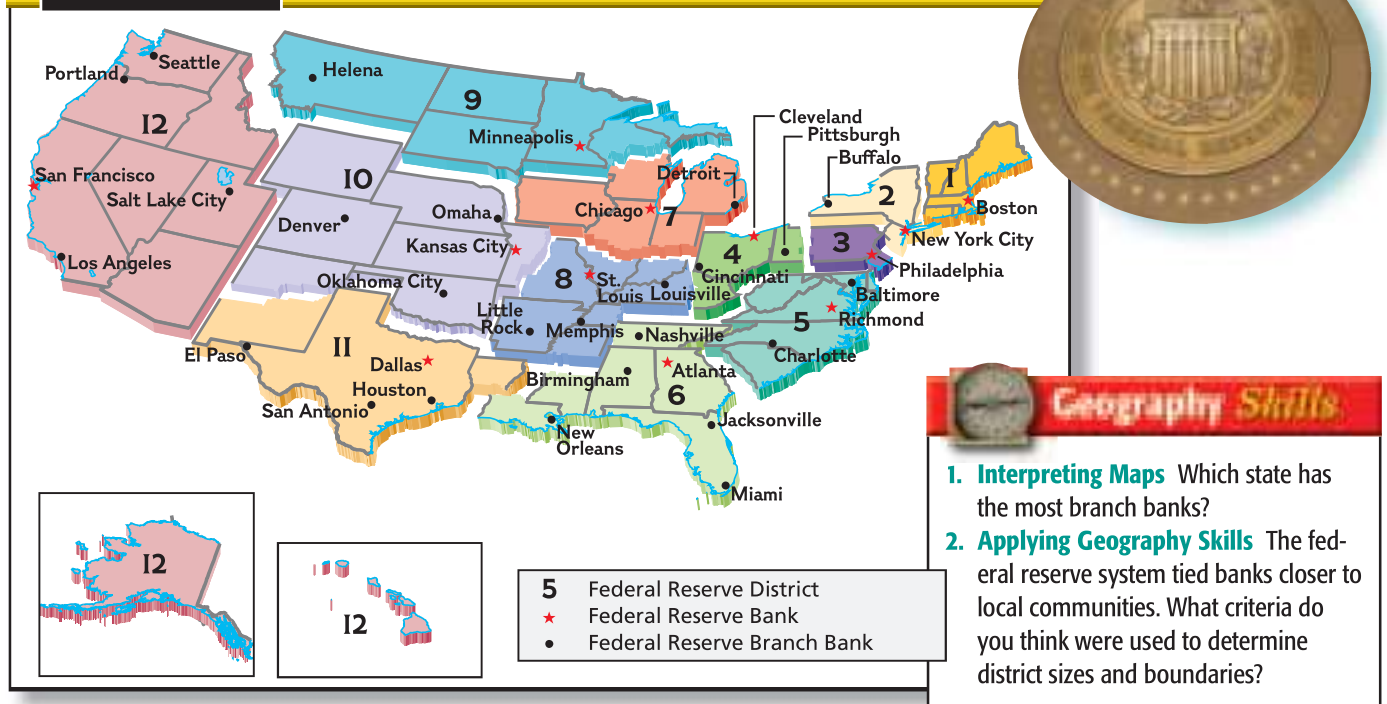 Seattle
Portland
Helena
9
12
Minneapolis
Cleveland
Pittsburgh
Buffalo
San Francisco
Salt Lake City
10
Detroit
2
1
Omaha
Chicago
7
Boston
Denver
Kansas City
4
3
New York City
Los Angeles
Oklahoma City
8
St.
Louis
Louisville
Cincinnati
Philadelphia
Baltimore
Little
Rock
Memphis
Nashville
5
Richmond
El Paso
11
Dallas
Birmingham
Atlanta
Charlotte
Houston
San Antonio
6
New
Orleans
Jacksonville
Miami
12
12
5 Federal Reserve District
Federal Reserve Bank
Federal Reserve Branch Bank
Geography Skills
1. Interpreting Maps Which state has
the most branch banks?
2. Applying Geography Skills The fed-
eral reserve system tied banks closer to
local communities. What criteria do
you think were used to determine
district sizes and boundaries?